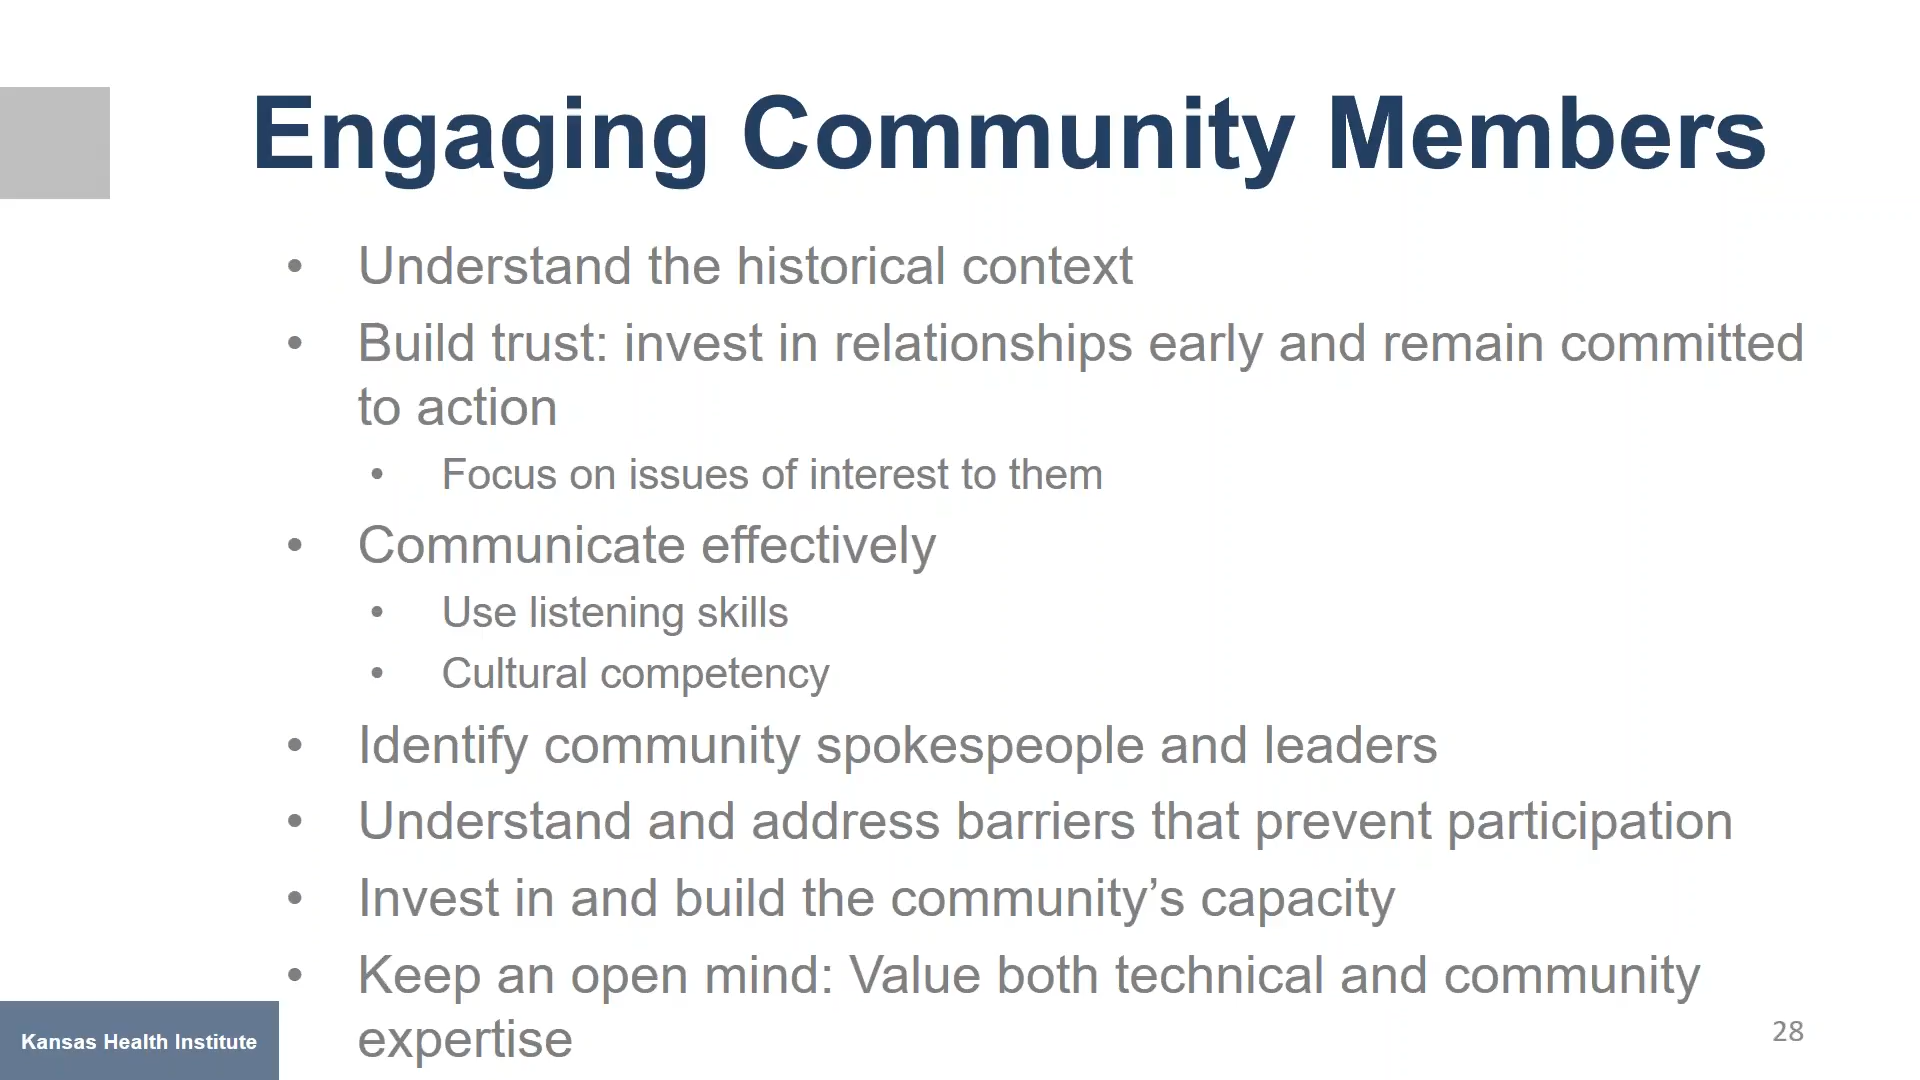 Engaging Community Members
• Understand the historical context
• Build trust: invest in relationships early and remain committed
to action
• Focus on issues of interest to them
• Communicate effectively
• Use listening skills
• Cultural competency
• Identify community spokespeople and leaders
• Understand and address barriers that prevent participation
• Invest in and build the community’s capacity
• Keep an open mind: Value both technical and community
expertise
Kansas Health Institute
28